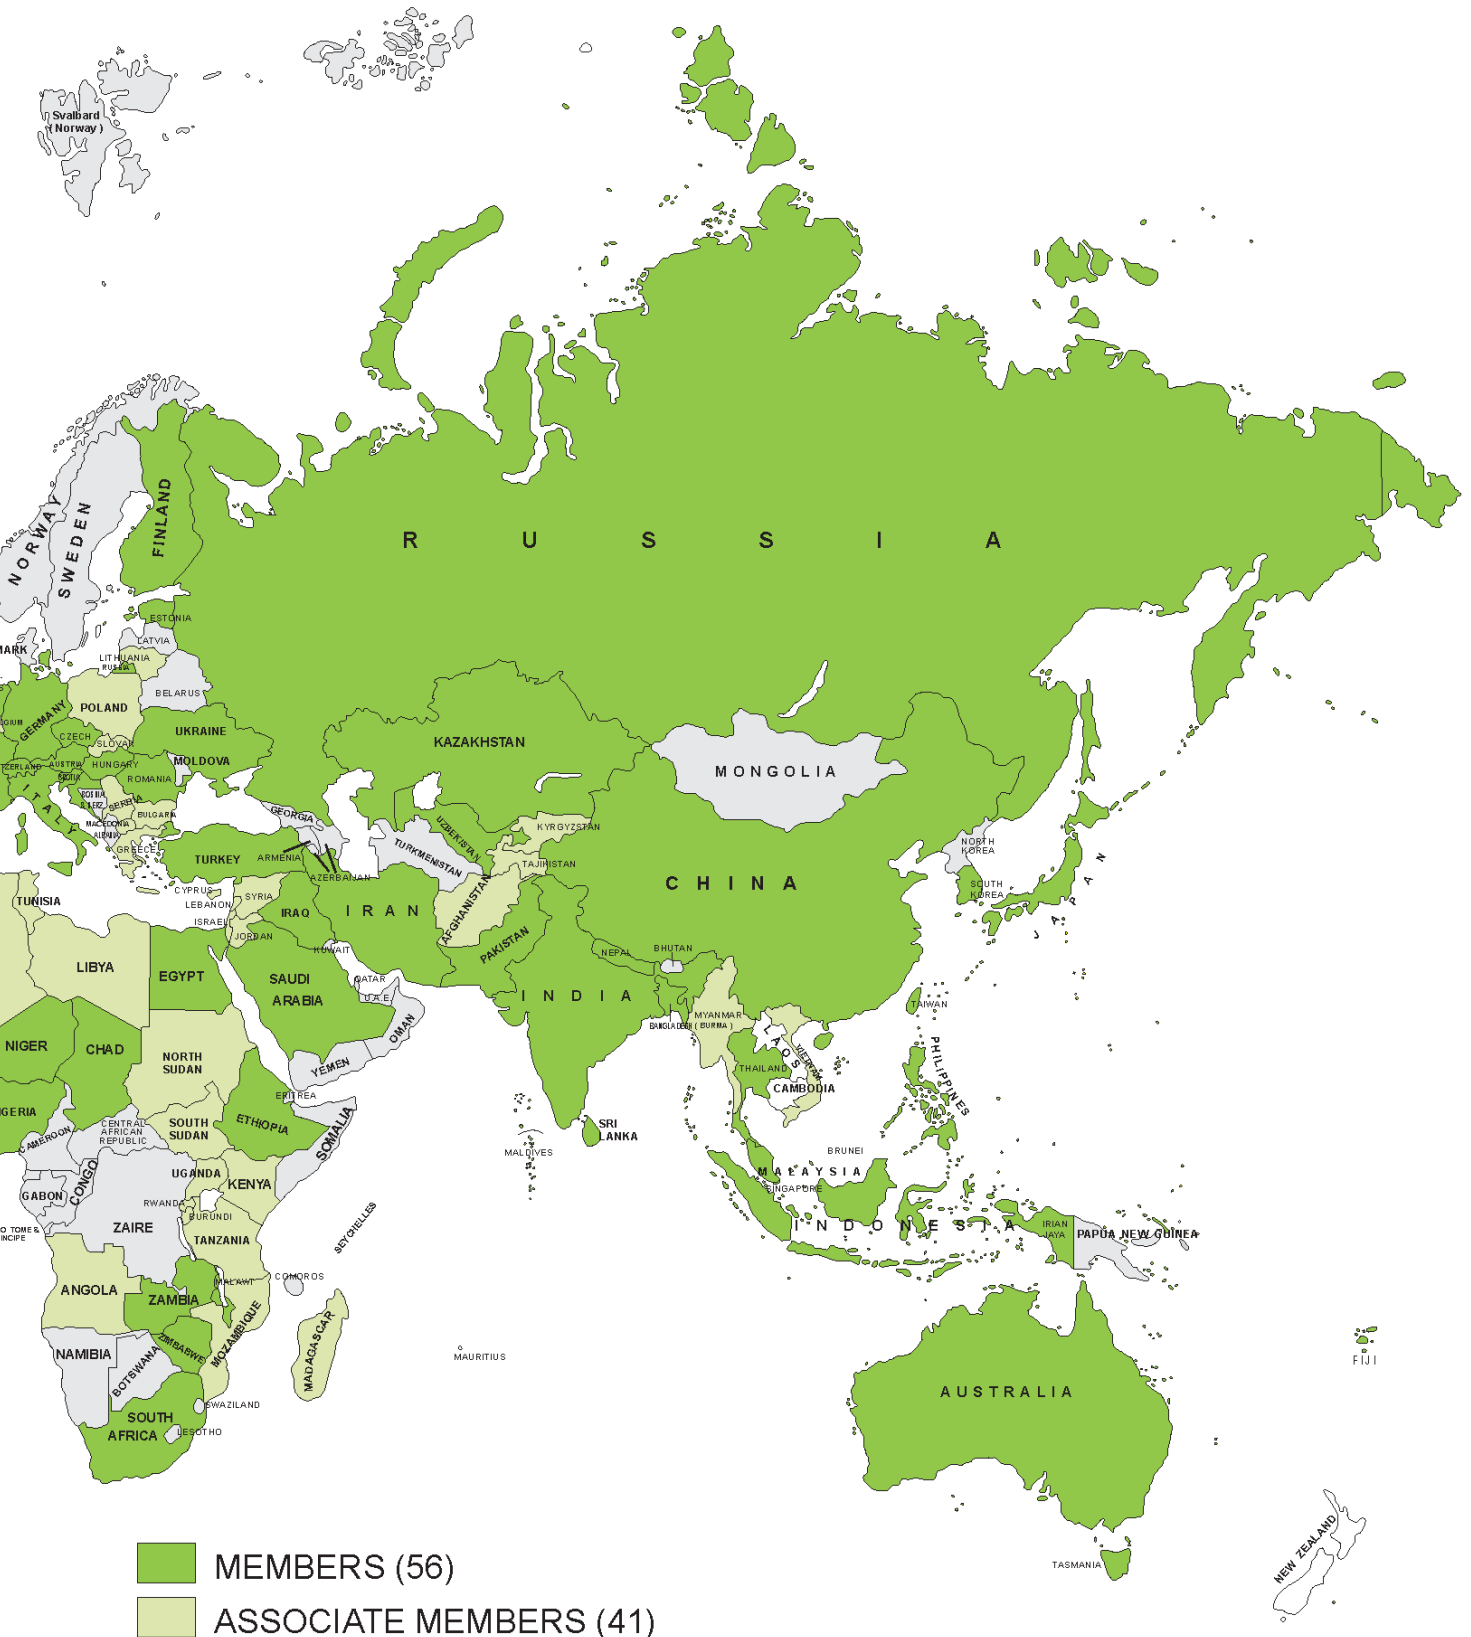 Svalbard
( Norway )
NORWAY
SWEDEN
FINLAND
R U S S I A
ESTONIA
LATVIA
LITHUANIA
RUSSIA
BELARUS
POLAND
GERMANY
CZECH
SLOVAK
UKRAINE
AUSTRIA
HUNGARY
MOLDOVA
ROMANIA
ITALY
SERBIA
BULGARIA
MACEDONIA
ALBANIA
GREECE
KAZAKHSTAN
MONGOLIA
GEORGIA
UZBEKISTAN
KYRGYZSTAN
TURKMENISTAN
TAJIHISTAN
TURKEY
ARMENIA
AZERBAIJAN
NORTH
KOREA
SOUTH
KOREA
JAPAN
C H I N A
CYPRUS
LEBANON
SYRIA
ISRAEL
JORDAN
IRAQ
I R A N
AFGHANISTAN
PAKISTAN
KUWAIT
NEPAL
BHUTAN
TUNISIA
LIBYA
EGYPT
SAUDI
ARABIA
QATAR
U.A.E.
OMAN
YEMEN
I N D I A
BANGLADESH
MYANMAR
( BURMA )
LAOS
VIETNAM
THAILAND
CAMBODIA
TAIWAN
PHILIPPINES
NIGER
CHAD
NORTH
SUDAN
ERITREA
ETHIOPIA
SOMALIA
SOUTH
SUDAN
CENTRAL
AFRICAN
REPUBLIC
CAMEROON
GERIA
SRI
LANKA
MALDIVES
BRUNEI
MALAYSIA
SINGAPORE
I N D O N E S I A
IRIAN
JAYA
PAPUA NEW GUINEA
GABON
CONGO
UGANDA
KENYA
RWANDA
BURUNDI
ZAIRE
TANZANIA
SEYCHELLES
O TOME &
INCIPE
ANGOLA
ZAMBIA
MALAWI
COMOROS
MOZAMBIQUE
ZIMBABWE
MADAGASCAR
NAMIBIA
BOTSWANA
MAURITIUS
SWAZILAND
SOUTH
AFRICA
LESOTHO
AUSTRALIA
FIJI
TASMANIA
NEW ZEALAND
MEMBERS (56)
ASSOCIATE MEMBERS (41)